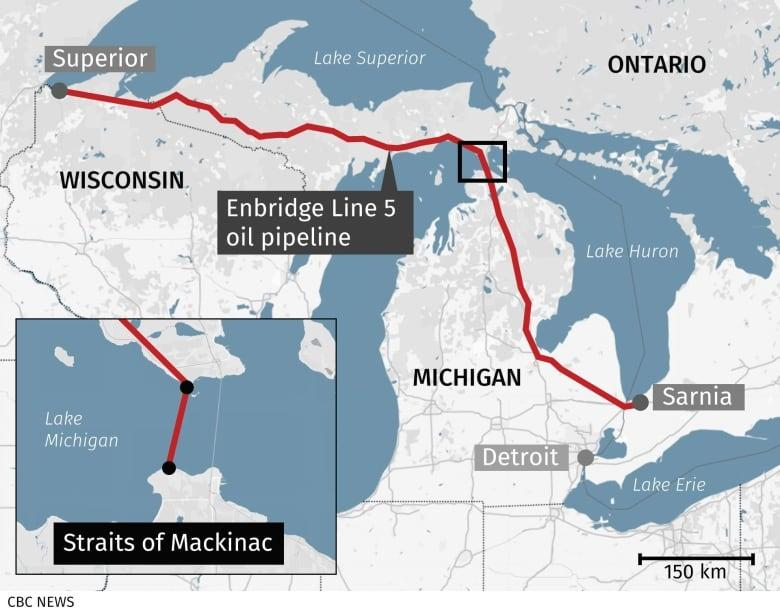 Superior
Lake Superior
ONTARIO
WISCONSIN
Enbridge Line 5
oil pipeline
Lake Huron
MICHIGAN
Sarnia
Detroit
Lake Erie
Lake
Michigan
Straits of Mackinac
150 km
CBC NEWS